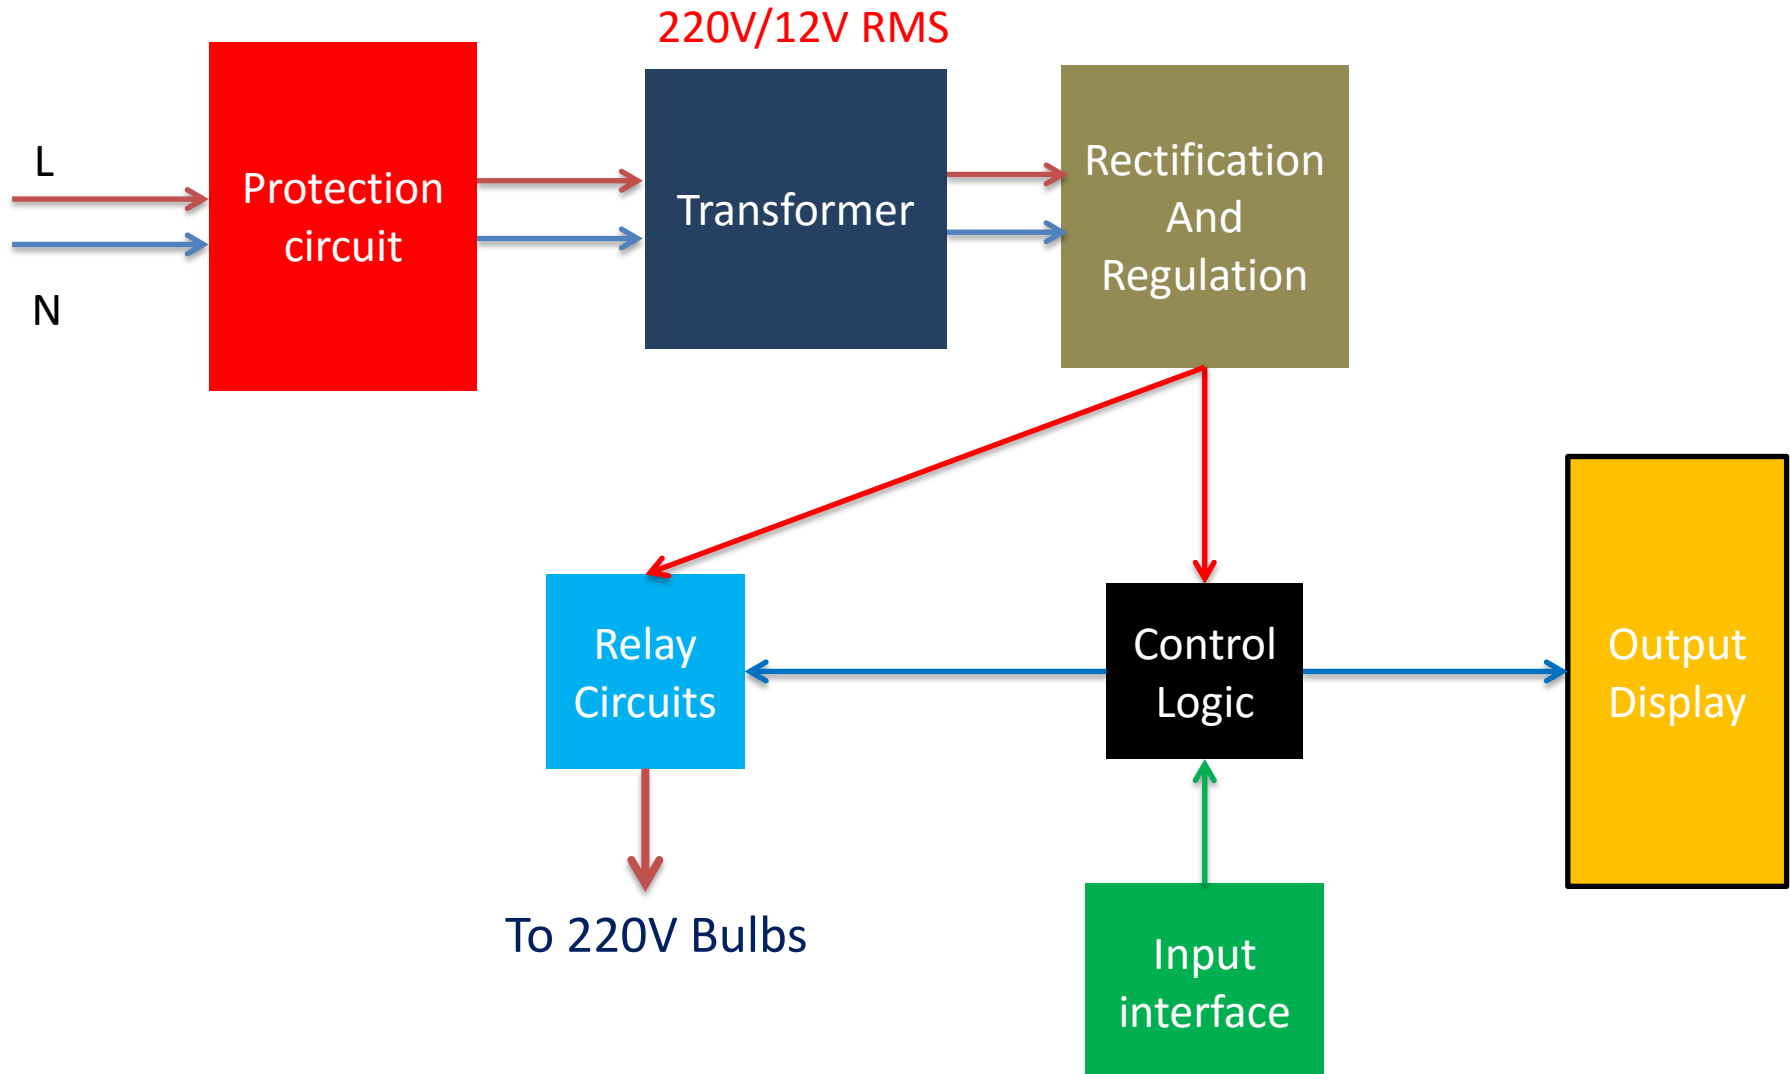 220V/12V RMS
L
N
Protection
circuit
Transformer
Rectification
And
Regulation
Relay
Circuits
Control
Logic
Output
Display
To 220V Bulbs
Input
interface